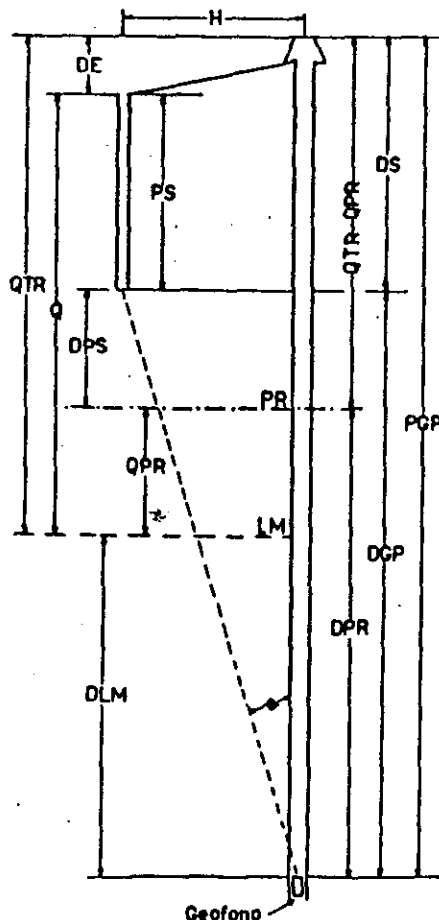 H
DE
PS
DS
QTR-QPR
QTR
Q
DPS
PR
PGP
QPR
LM
DGP
DPR
DLM
Geofono